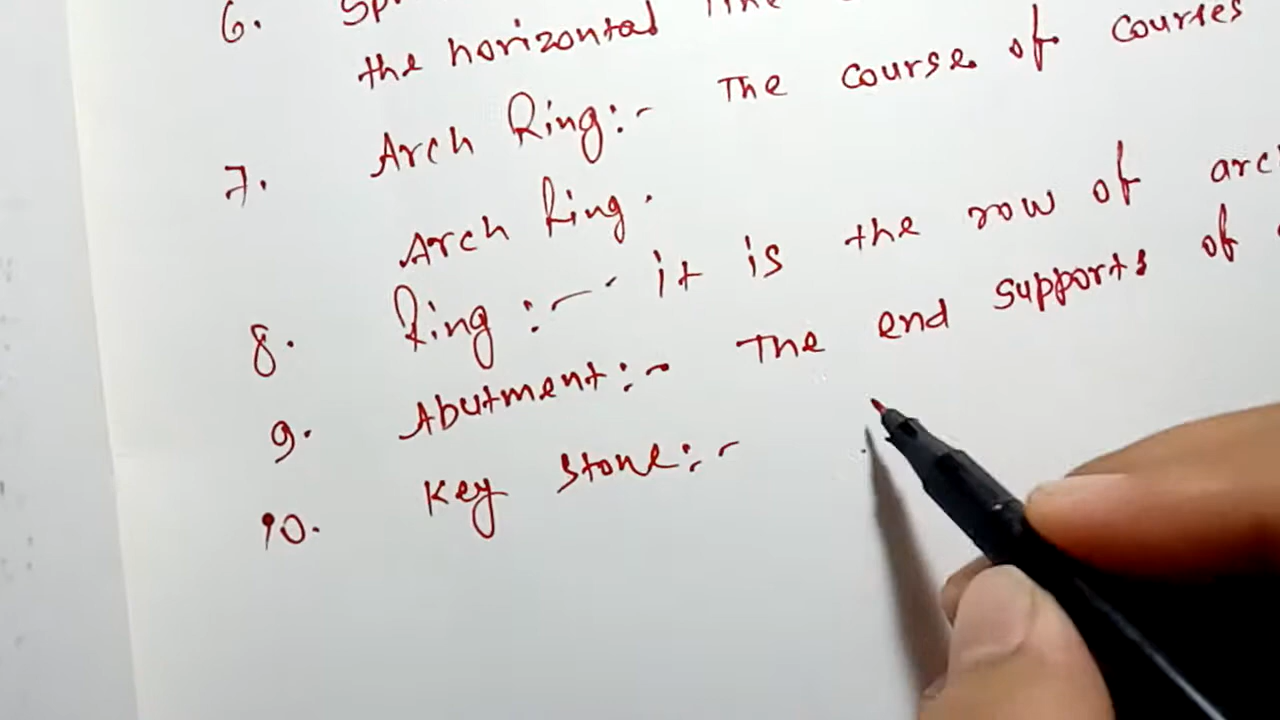 6.
the horizontal
7. Arch Ring:- The course of courses
Arch Ring.
8. Ring:- it is the row of
9. Abutment:- The end supports of
10. Key stone:-